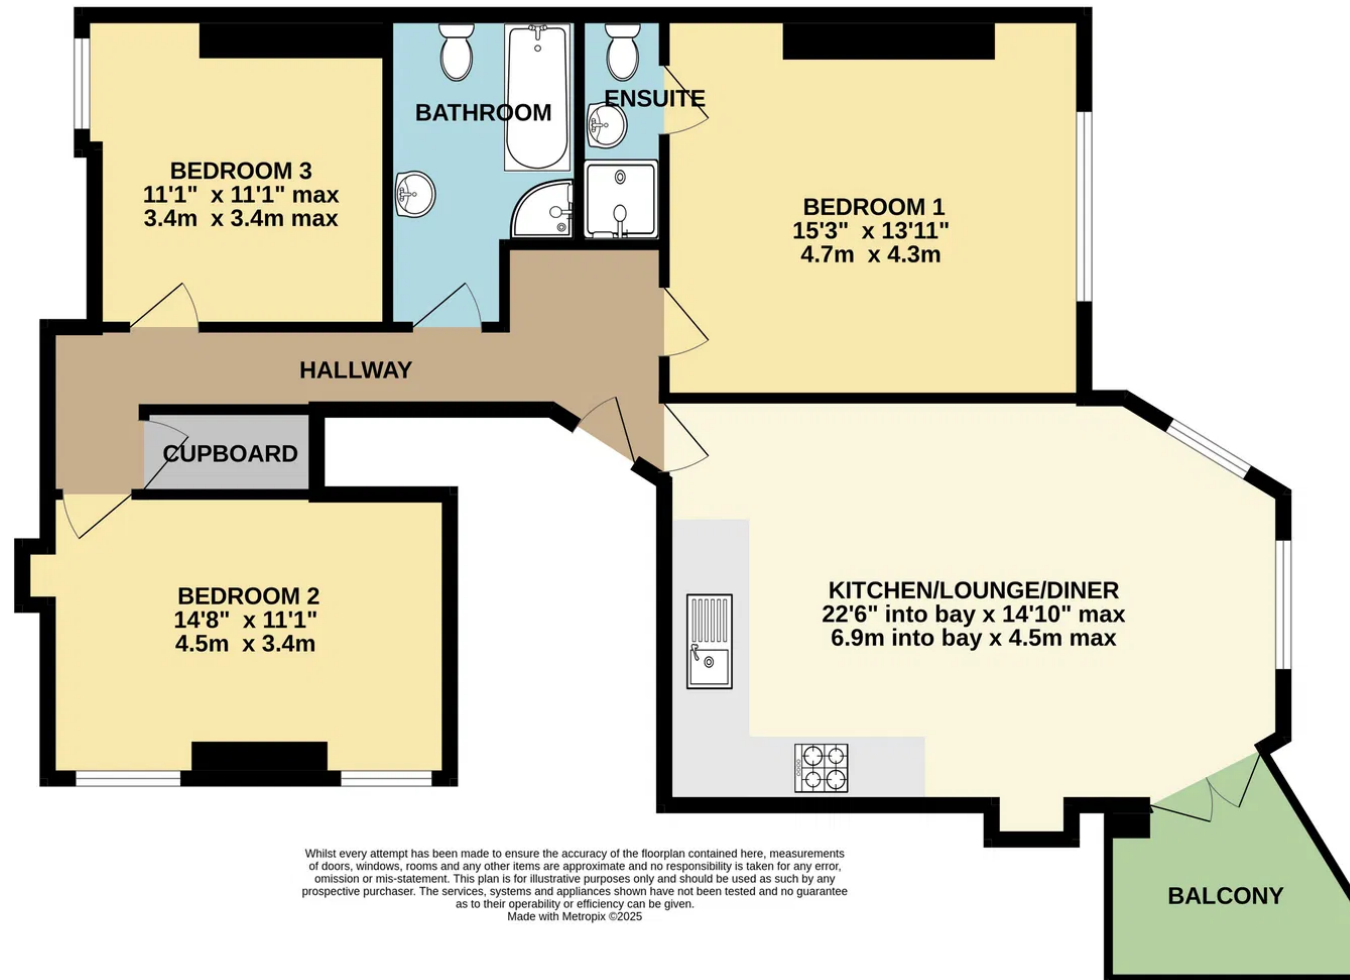 BATHROOM
ENSUITE
BEDROOM 3
11'1" x 11'1" max
3.4m x 3.4m max
BEDROOM 1
15'3" x 13'11"
4.7m x 4.3m
HALLWAY
CUPBOARD
BEDROOM 2
14'8" x 11'1"
4.5m x 3.4m
KITCHEN/LOUNGE/DINER
22'6" into bay x 14'10" max
6.9m into bay x 4.5m max
BALCONY
Whilst every attempt has been made to ensure the accuracy of the floorplan contained here, measurements
of doors, windows, rooms and any other items are approximate and no responsibility is taken for any error,
omission or mis-statement. This plan is for illustrative purposes only and should be used as such by any
prospective purchaser. The services, systems and appliances shown have not been tested and no guarantee
as to their operability or efficiency can be given.
Made with Metropix ©2025